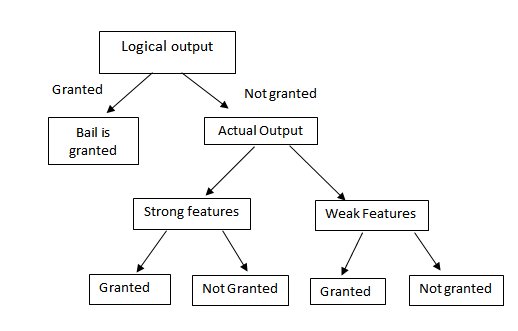 Logical output
Granted
Not granted
Bail is
granted
Actual Output
Strong features
Weak Features
Granted
Not Granted
Granted
Not granted